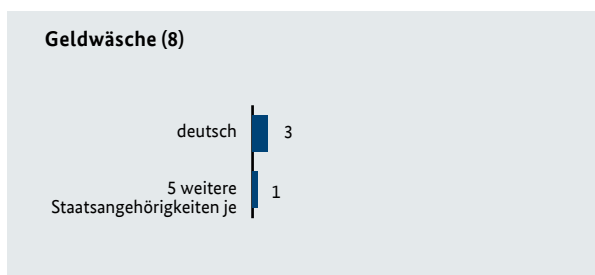 Geldwäsche (8)
deutsch 3
5 weitere
Staatsangehörigkeiten je 1